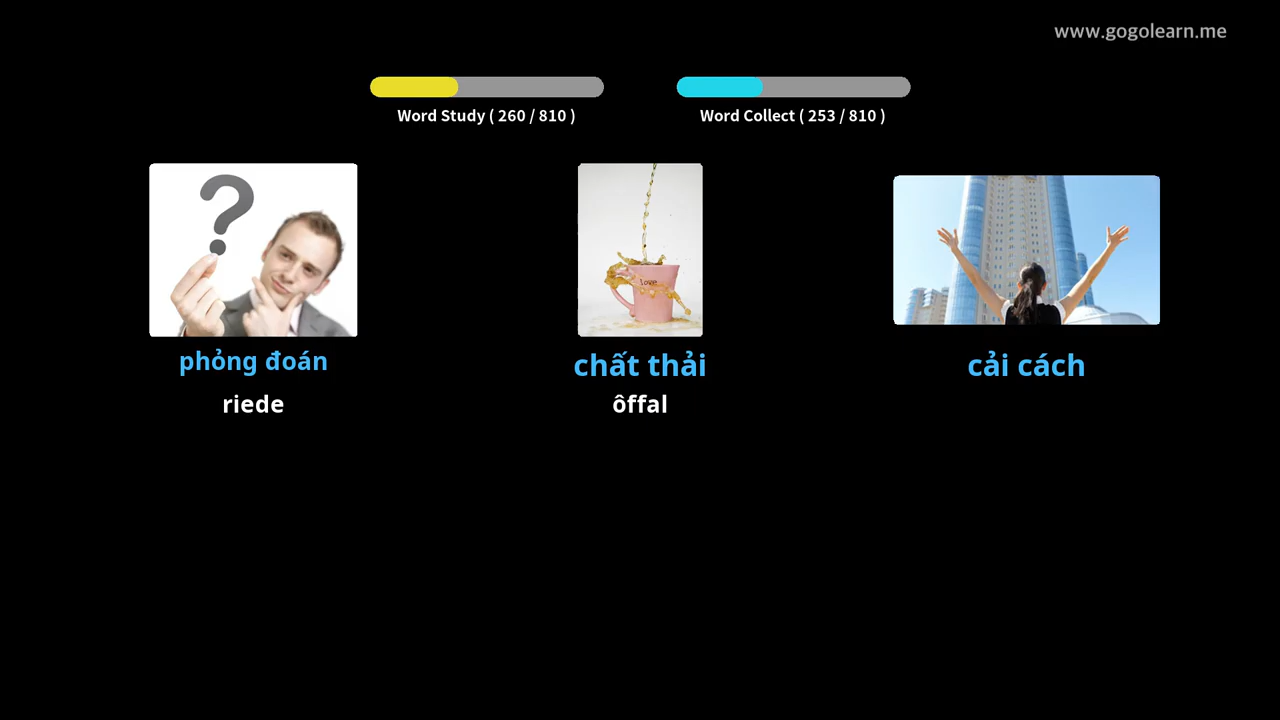 www.gogolearn.me
Word Study ( 260 / 810 )
Word Collect ( 253 / 810 )
love
phỏng đoán
chất thải
cải cách
riede
ôffal